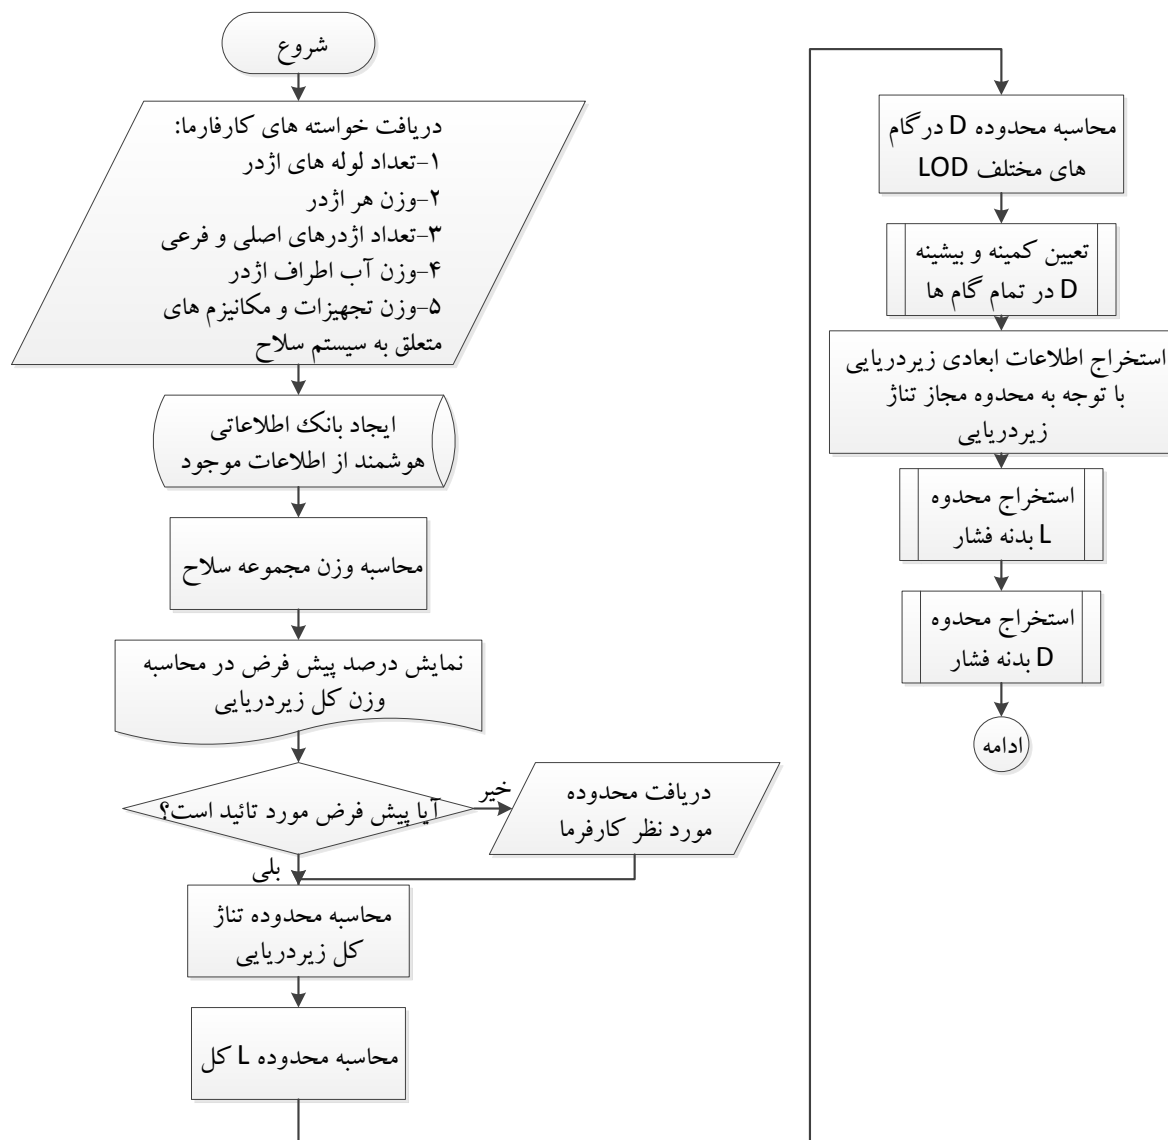 شروع
دریافت خواسته های کارفارما:
۱-تعداد لوله های اژدر
۲-وزن هر اژدر
۳-تعداد اژدرهای اصلی و فرعی
۴-وزن آب اطراف اژدر
۵-وزن تجهیزات و مکانیزم های
متعلق به سیستم سلاح
ایجاد بانک اطلاعاتی
هوشمند از اطلاعات موجود
محاسبه وزن مجموعه سلاح
نمایش درصد پیش فرض در محاسبه
وزن کل زیردریایی
آیا پیش فرض مورد تائید است؟
خیر
دریافت محدوده
مورد نظر کارفرما
بلی
محاسبه محدوده تناژ
کل زیردریایی
محاسبه محدوده L کل
محاسبه محدوده D درگام
های مختلف LOD
تعیین کمینه و بیشینه
D در تمام گام ها
استخراج اطلاعات ابعادی زیردریایی
با توجه به محدوه مجاز تناژ
زیردریایی
استخراج محدوه
L بدنه فشار
استخراج محدوه
D بدنه فشار
ادامه